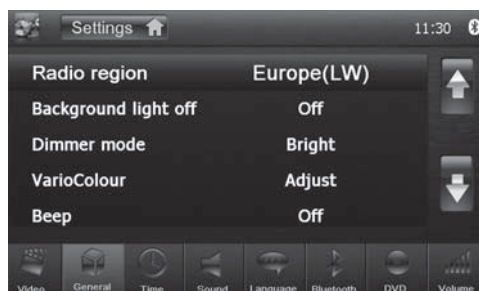 Settings 11:30
Radio region Europe(LW)
Background light off Off
Dimmer mode Bright
VarioColour Adjust
Beep Off
Video General Time Sound Language Bluetooth DVD Volume